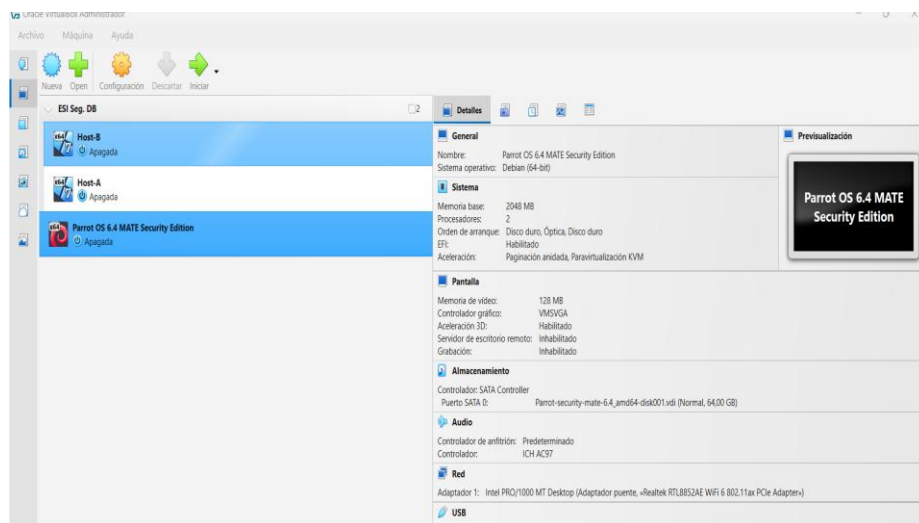 Oracle VirtualBox Administrador
Archivo Máquina Ayuda
Nueva Open Configuración Descartar Iniciar
ESI Seg. DB 2
x64 Host-B
Apagada
x64 Host-A
Apagada
x64 Parrot OS 6.4 MATE Security Edition
Apagada
Detalles
General
Nombre: Parrot OS 6.4 MATE Security Edition
Sistema operativo: Debian (64-bit)
Previsualización
Parrot OS 6.4 MATE
Security Edition
Sistema
Memoria base: 2048 MB
Procesadores: 2
Orden de arranque: Disco duro, Óptica, Disco duro
EFI: Habilitado
Aceleración: Paginación anidada, Paravirtualización KVM
Pantalla
Memoria de vídeo: 128 MB
Controlador gráfico: VMSVGA
Aceleración 3D: Habilitado
Servidor de escritorio remoto: Inhabilitado
Grabación: Inhabilitado
Almacenamiento
Controlador: SATA Controller
Puerto SATA 0: Parrot-security-mate-6.4_amd64-disk001.vdi (Normal, 64,00 GB)
Audio
Controlador de anfitrión: Predeterminado
Controlador: ICH AC97
Red
Adaptador 1: Intel PRO/1000 MT Desktop (Adaptador puente, «Realtek RTL8852AE WiFi 6 802.11ax PCIe Adapter»)
USB